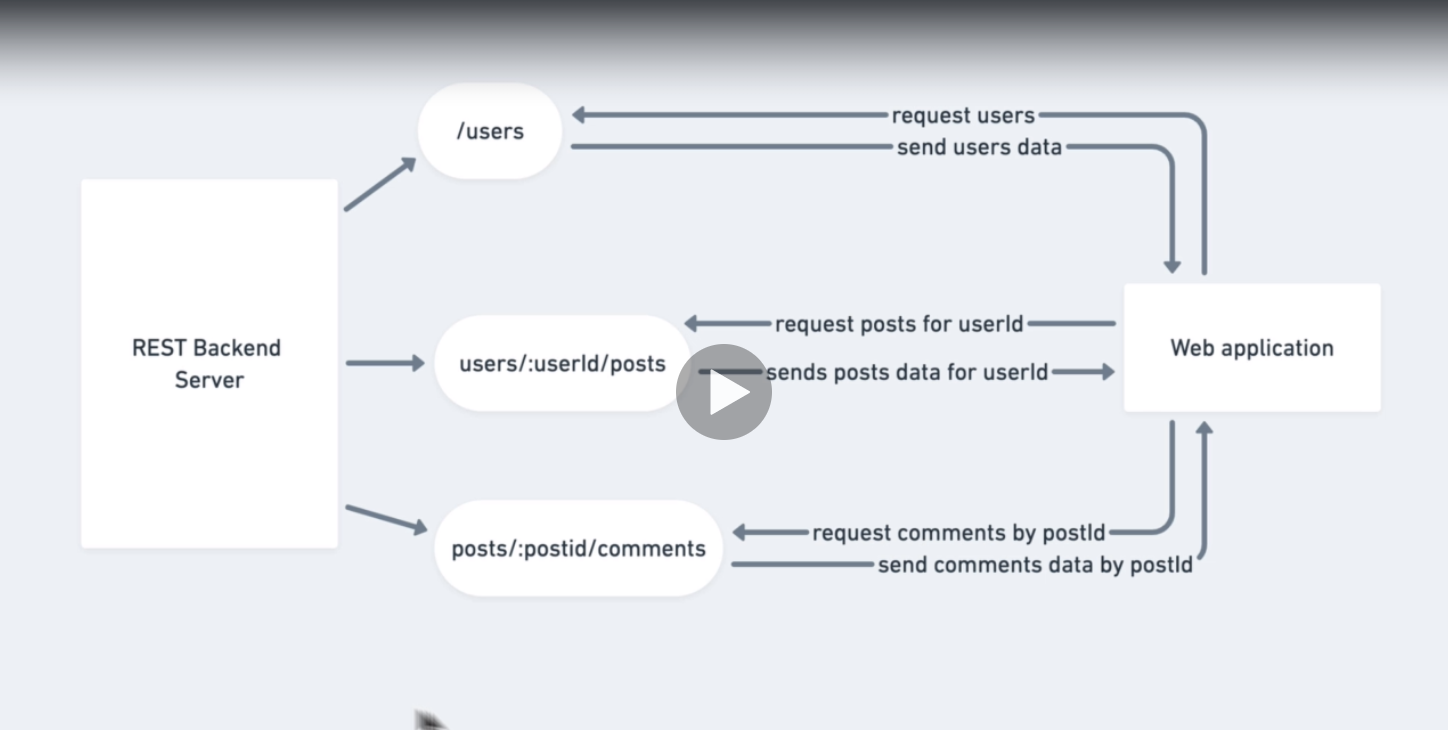 /users
request users
send users data
REST Backend
Server
users/:userId/posts
request posts for userId
sends posts data for userId
Web application
posts/:postid/comments
request comments by postId
send comments data by postId